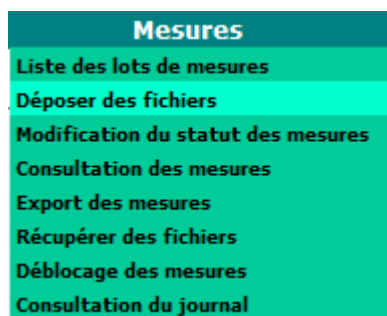 Mesures
Liste des lots de mesures
Déposer des fichiers
Modification du statut des mesures
Consultation des mesures
Export des mesures
Récupérer des fichiers
Déblocage des mesures
Consultation du journal